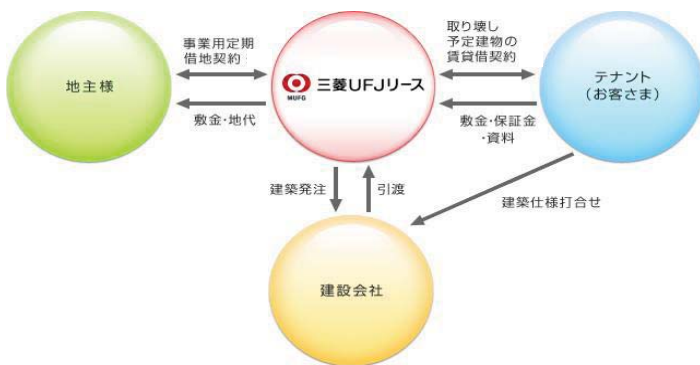 地主様
事業用定期
借地契約
敷金・地代
MUFG
三菱UFJリース
取り壊し
予定建物の
賃貸借契約
敷金・保証金
・資料
テナント
(お客さま)
建築発注
引渡
建築仕様打合せ
建設会社